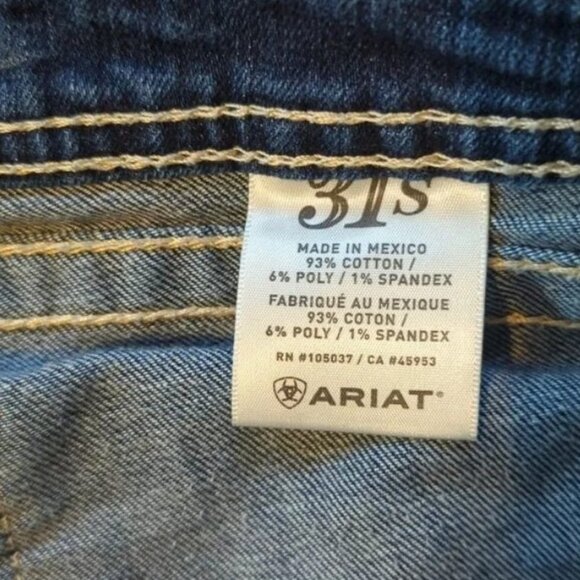 31s
MADE IN MEXICO
93% COTTON /
6% POLY / 1% SPANDEX
FABRIQUÉ AU MEXIQUE
93% COTON /
6% POLY / 1% SPANDEX
RN #105037 / CA #45953
ARIAT